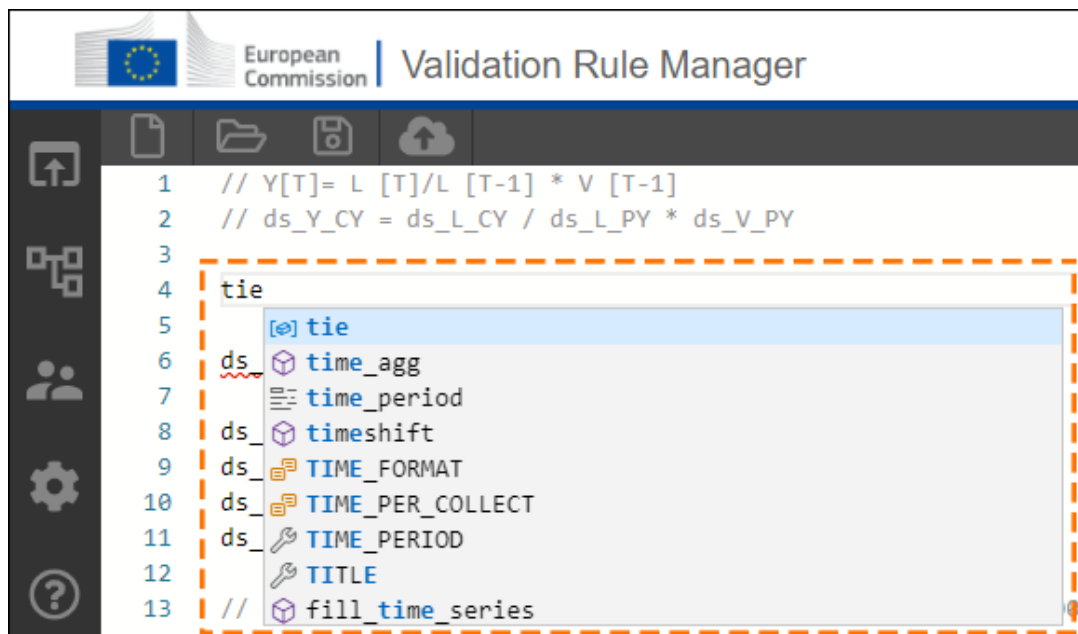 European
Commission
Validation Rule Manager
1 // Y[T]= L [T]/L [T-1] * V [T-1]
2 // ds_Y_CY = ds_L_CY / ds_L_PY * ds_V_PY
3
4 tie
5 tie
6 ds_ time_agg
7 time_period
8 ds_ timeshift
9 ds_ TIME_FORMAT
10 ds_ TIME_PER_COLLECT
11 ds_ TIME_PERIOD
12 TITLE
13 // fill_time_series